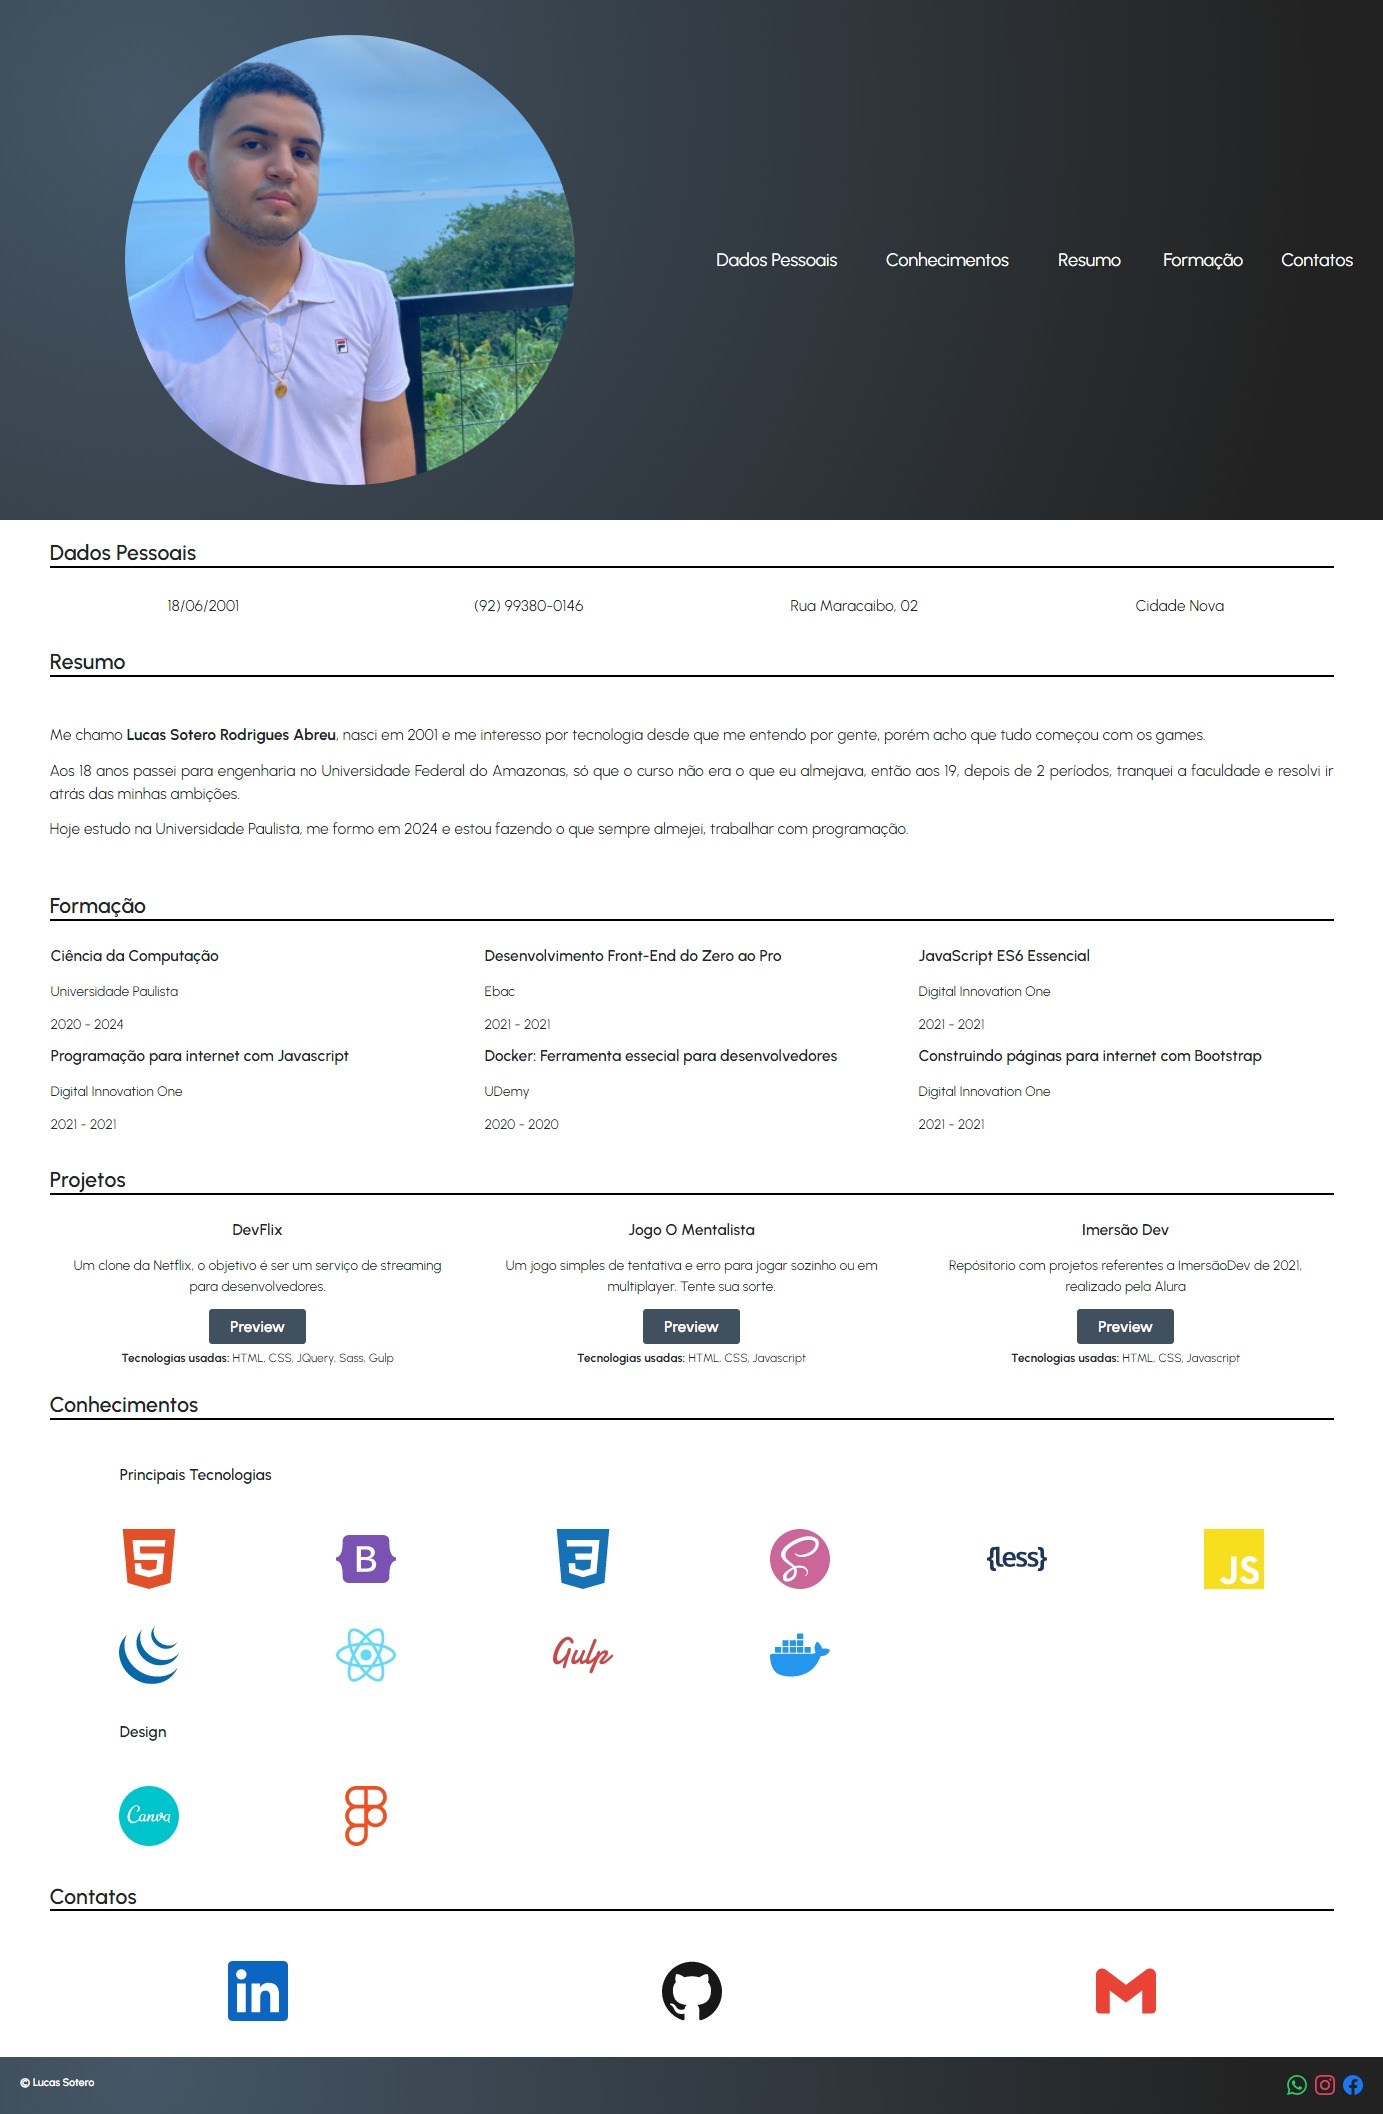 Dados Pessoais Conhecimentos Resumo Formação Contatos
Dados Pessoais
18/06/2001 (92) 99380-0146 Rua Maracaibo, 02 Cidade Nova
Resumo
Me chamo Lucas Sotero Rodrigues Abreu, nasci em 2001 e me interesso por tecnologia desde que me entendo por gente, porém acho que tudo começou com os games.
Aos 18 anos passei para engenharia no Universidade Federal do Amazonas, só que o curso não era o que eu almejava, então aos 19, depois de 2 períodos, tranquei a faculdade e resolvi ir
atrás das minhas ambições.
Hoje estudo na Universidade Paulista, me formo em 2024 e estou fazendo o que sempre almejei, trabalhar com programação.
Formação
Ciência da Computação Desenvolvimento Front-End do Zero ao Pro JavaScript ES6 Essencial
Universidade Paulista Ebac Digital Innovation One
2020 - 2024 2021 - 2021 2021 - 2021
Programação para internet com Javascript Docker: Ferramenta essecial para desenvolvedores Construindo páginas para internet com Bootstrap
Digital Innovation One UDemy Digital Innovation One
2021 - 2021 2020 - 2020 2021 - 2021
Projetos
DevFlix Jogo O Mentalista Imersão Dev
Um clone da Netflix, o objetivo é ser um serviço de streaming Um jogo simples de tentativa e erro para jogar sozinho ou em Repósitorio com projetos referentes a ImersãoDev de 2021,
para desenvolvedores. multiplayer. Tente sua sorte. realizado pela Alura
Preview Preview Preview
Tecnologias usadas: HTML, CSS, JQuery, Sass, Gulp Tecnologias usadas: HTML, CSS, Javascript Tecnologias usadas: HTML, CSS, Javascript
Conhecimentos
Principais Tecnologias
5 B 3 S {less} JS
Gulp
Design
Canva
Contatos
in
© Lucas Sotero